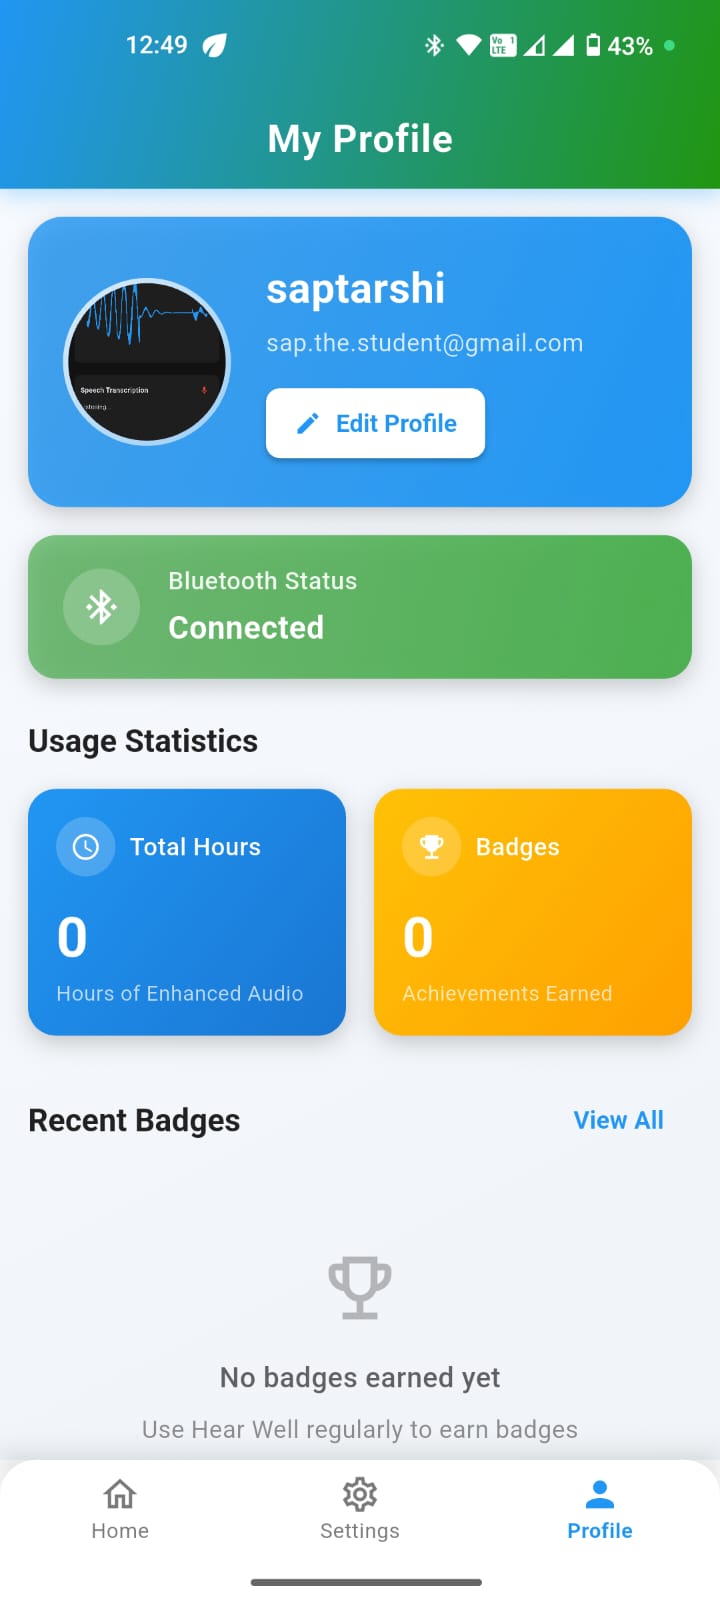 12:49
Vo 1
LTE
43%
My Profile
saptarshi
sap.the.student@gmail.com
Speech Transcription
Edit Profile
Bluetooth Status
Connected
Usage Statistics
Total Hours
Badges
0
0
Hours of Enhanced Audio
Achievements Earned
Recent Badges
View All
No badges earned yet
Use Hear Well regularly to earn badges
Home
Settings
Profile